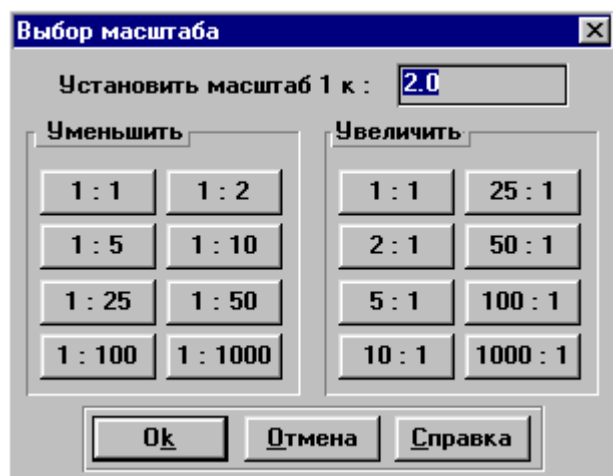 Выбор масштаба
Установить масштаб 1 к : 2.0
Уменьшить Увеличить
1 : 1 1 : 2 1 : 1 25 : 1
1 : 5 1 : 10 2 : 1 50 : 1
1 : 25 1 : 50 5 : 1 100 : 1
1 : 100 1 : 1000 10 : 1 1000 : 1
Ok Отмена Справка